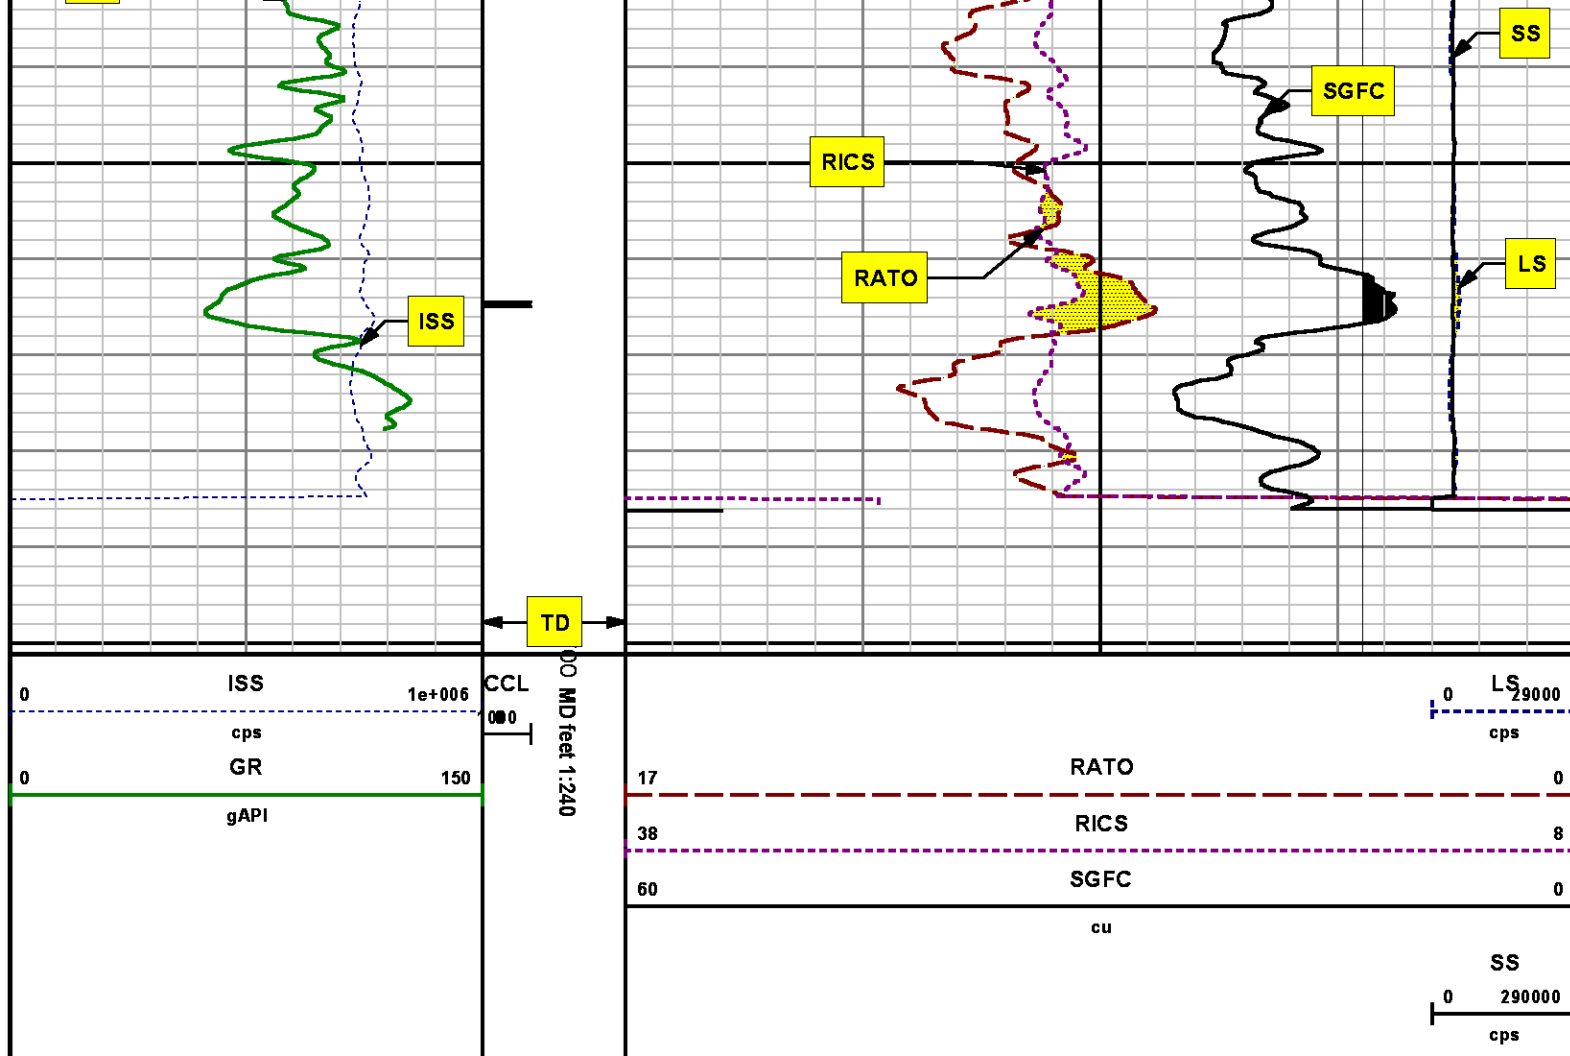 SS
SGFC
RICS
LS
RATO
ISS
TD
ISS
0 1e+006
cps
GR
0 150
gAPI
CCL
00 MD feet 1:240
LS
0 29000
cps
RATO
17 0
RICS
38 8
SGFC
60 0
cu
SS
0 290000
cps